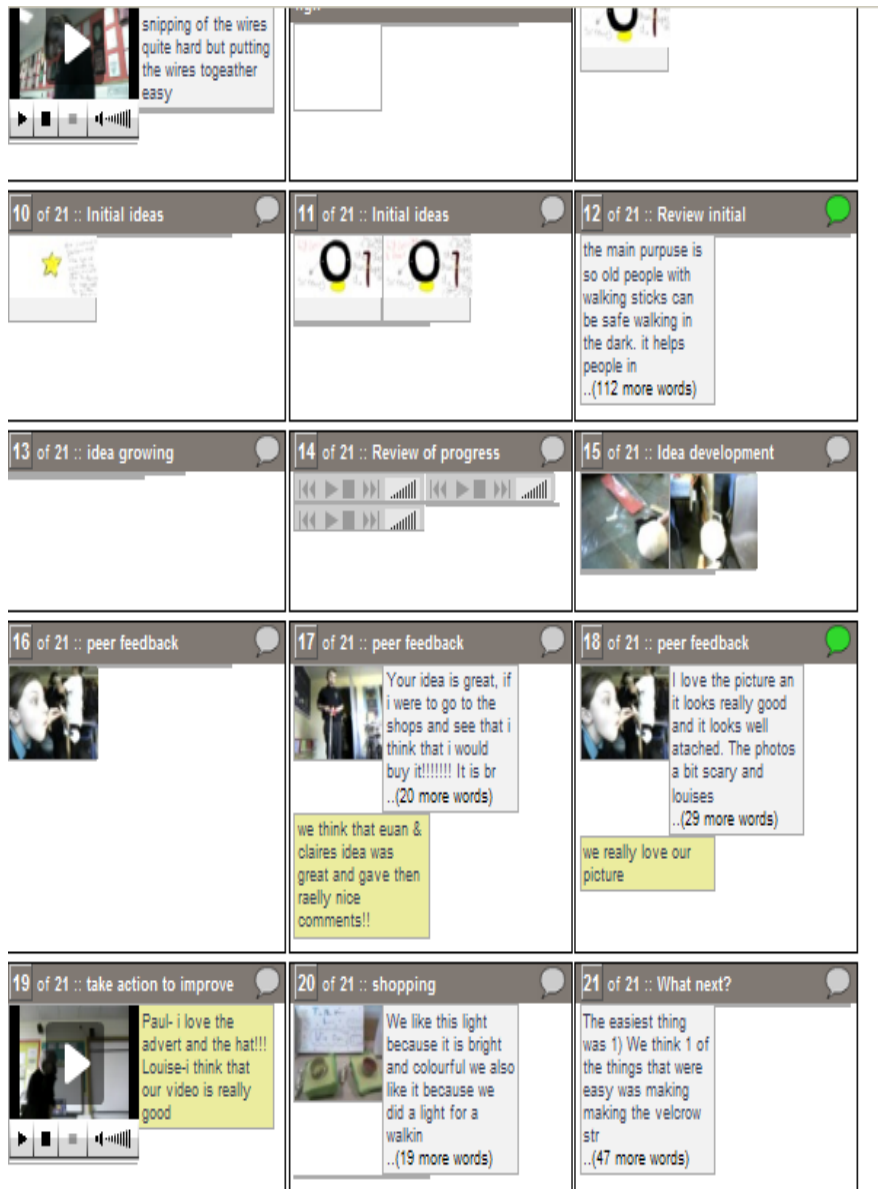 snipping of the wires
quite hard but putting
the wires togeather
easy
10 of 21 :: Initial ideas
11 of 21 :: Initial ideas
12 of 21 :: Review initial
the main purpuse is
so old people with
walking sticks can
be safe walking in
the dark. it helps
people in
..(112 more words)
13 of 21 :: idea growing
14 of 21 :: Review of progress
15 of 21 :: Idea development
16 of 21 :: peer feedback
17 of 21 :: peer feedback
Your idea is great, if
i were to go to the
shops and see that i
think that i would
buy it!!!!!!! It is br
..(20 more words)
we think that euan &
claires idea was
great and gave then
raelly nice
comments!!
18 of 21 :: peer feedback
I love the picture an
it looks really good
and it looks well
atached. The photos
a bit scary and
louises
..(29 more words)
we really love our
picture
19 of 21 :: take action to improve
Paul- i love the
advert and the hat!!!
Louise-i think that
our video is really
good
20 of 21 :: shopping
We like this light
because it is bright
and colourful we also
like it because we
did a light for a
walkin
..(19 more words)
21 of 21 :: What next?
The easiest thing
was 1) We think 1 of
the things that were
easy was making
making the velcrow
str
..(47 more words)